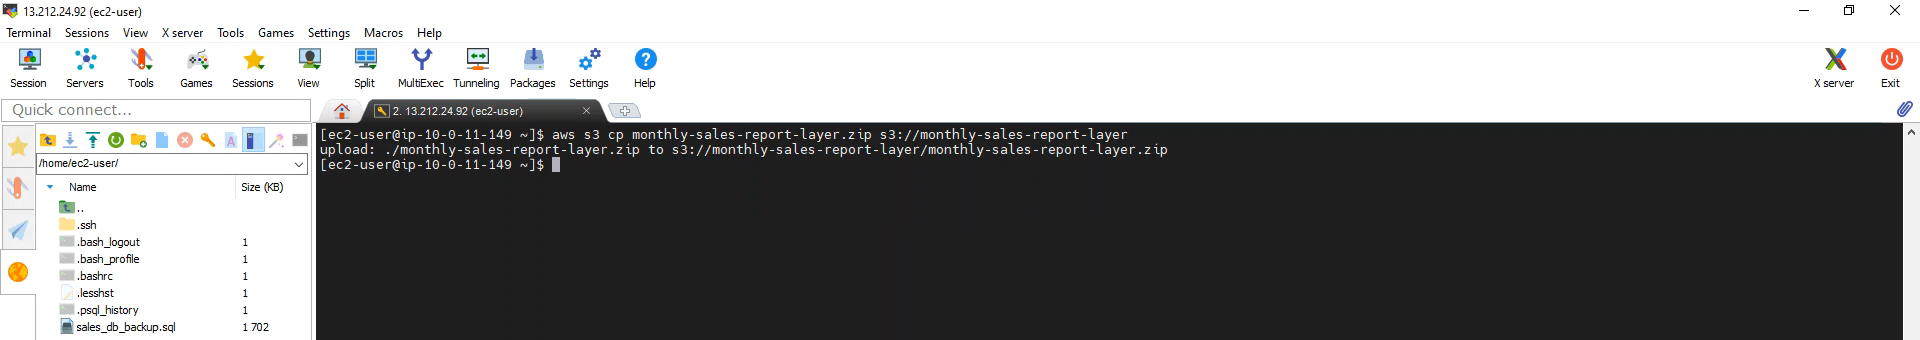 13.212.24.92 (ec2-user)
Terminal Sessions View X server Tools Games Settings Macros Help
Session Servers Tools Games Sessions View Split MultiExec Tunneling Packages Settings Help X server Exit
Quick connect...
2. 13.212.24.92 (ec2-user)
/home/ec2-user/
Name Size (KB)
..
.ssh
.bash_logout 1
.bash_profile 1
.bashrc 1
.lesshst 1
.psql_history 1
sales_db_backup.sql 1 702
[ec2-user@ip-10-0-11-149 ~]$ aws s3 cp monthly-sales-report-layer.zip s3://monthly-sales-report-layer
upload: ./monthly-sales-report-layer.zip to s3://monthly-sales-report-layer/monthly-sales-report-layer.zip
[ec2-user@ip-10-0-11-149 ~]$